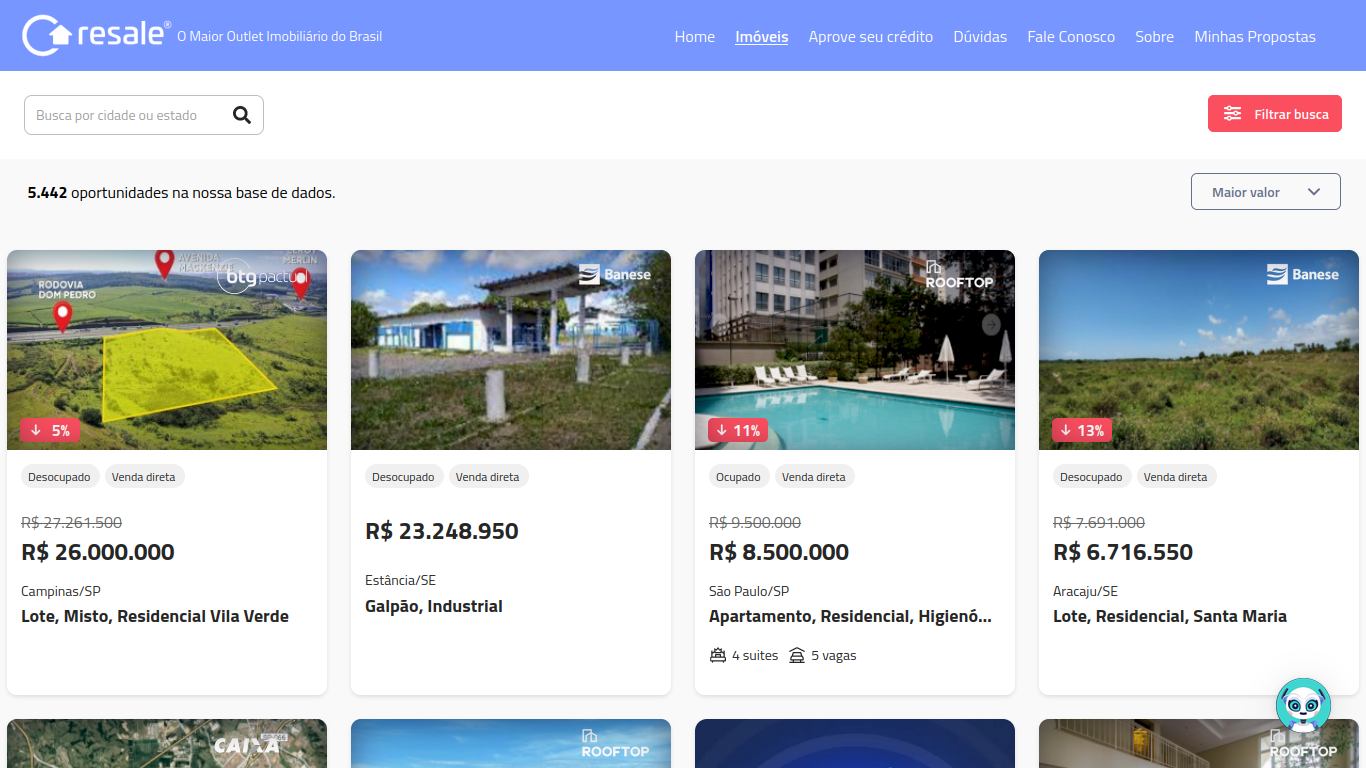 resale®
O Maior Outlet Imobiliário do Brasil
Home
Imóveis
Aprove seu crédito
Dúvidas
Fale Conosco
Sobre
Minhas Propostas
Busca por cidade ou estado
Filtrar busca
5.442 oportunidades na nossa base de dados.
Maior valor
AVENIDA
MACKENZIE
MERLIN
btg pactual
RODOVIA
DOM PEDRO
5%
Desocupado
Venda direta
R$ 27.261.500
R$ 26.000.000
Campinas/SP
Lote, Misto, Residencial Vila Verde
Banese
Desocupado
Venda direta
R$ 23.248.950
Estância/SE
Galpão, Industrial
ROOFTOP
11%
Ocupado
Venda direta
R$ 9.500.000
R$ 8.500.000
São Paulo/SP
Apartamento, Residencial, Higienó...
4 suites
5 vagas
Banese
13%
Desocupado
Venda direta
R$ 7.691.000
R$ 6.716.550
Aracaju/SE
Lote, Residencial, Santa Maria
CAIXA
ROOFTOP
ROOFTOP